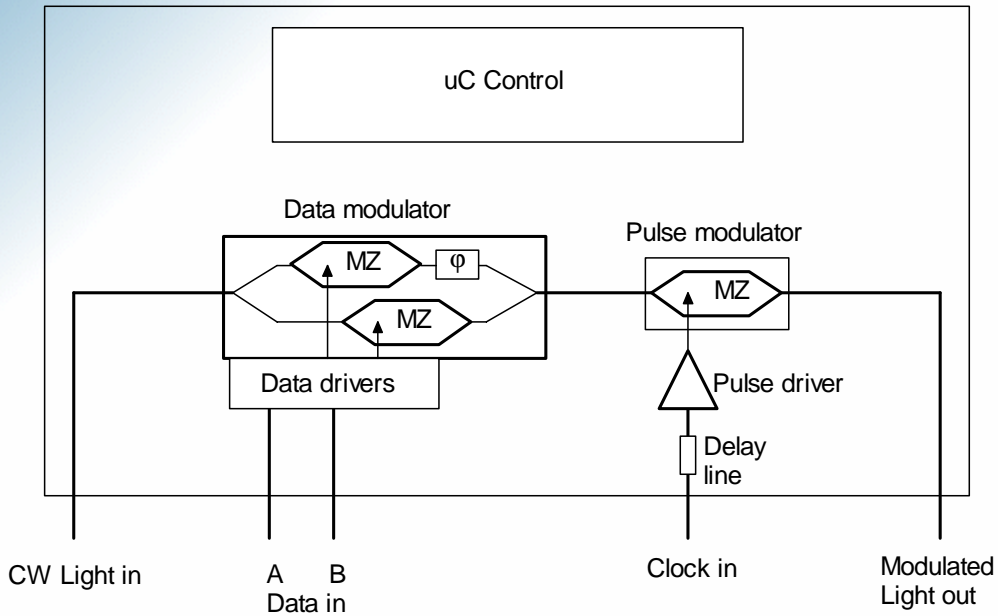 uC Control
Data modulator
MZ
φ
MZ
Data drivers
Pulse modulator
MZ
Pulse driver
Delay
line
CW Light in
A B
Data in
Clock in
Modulated
Light out